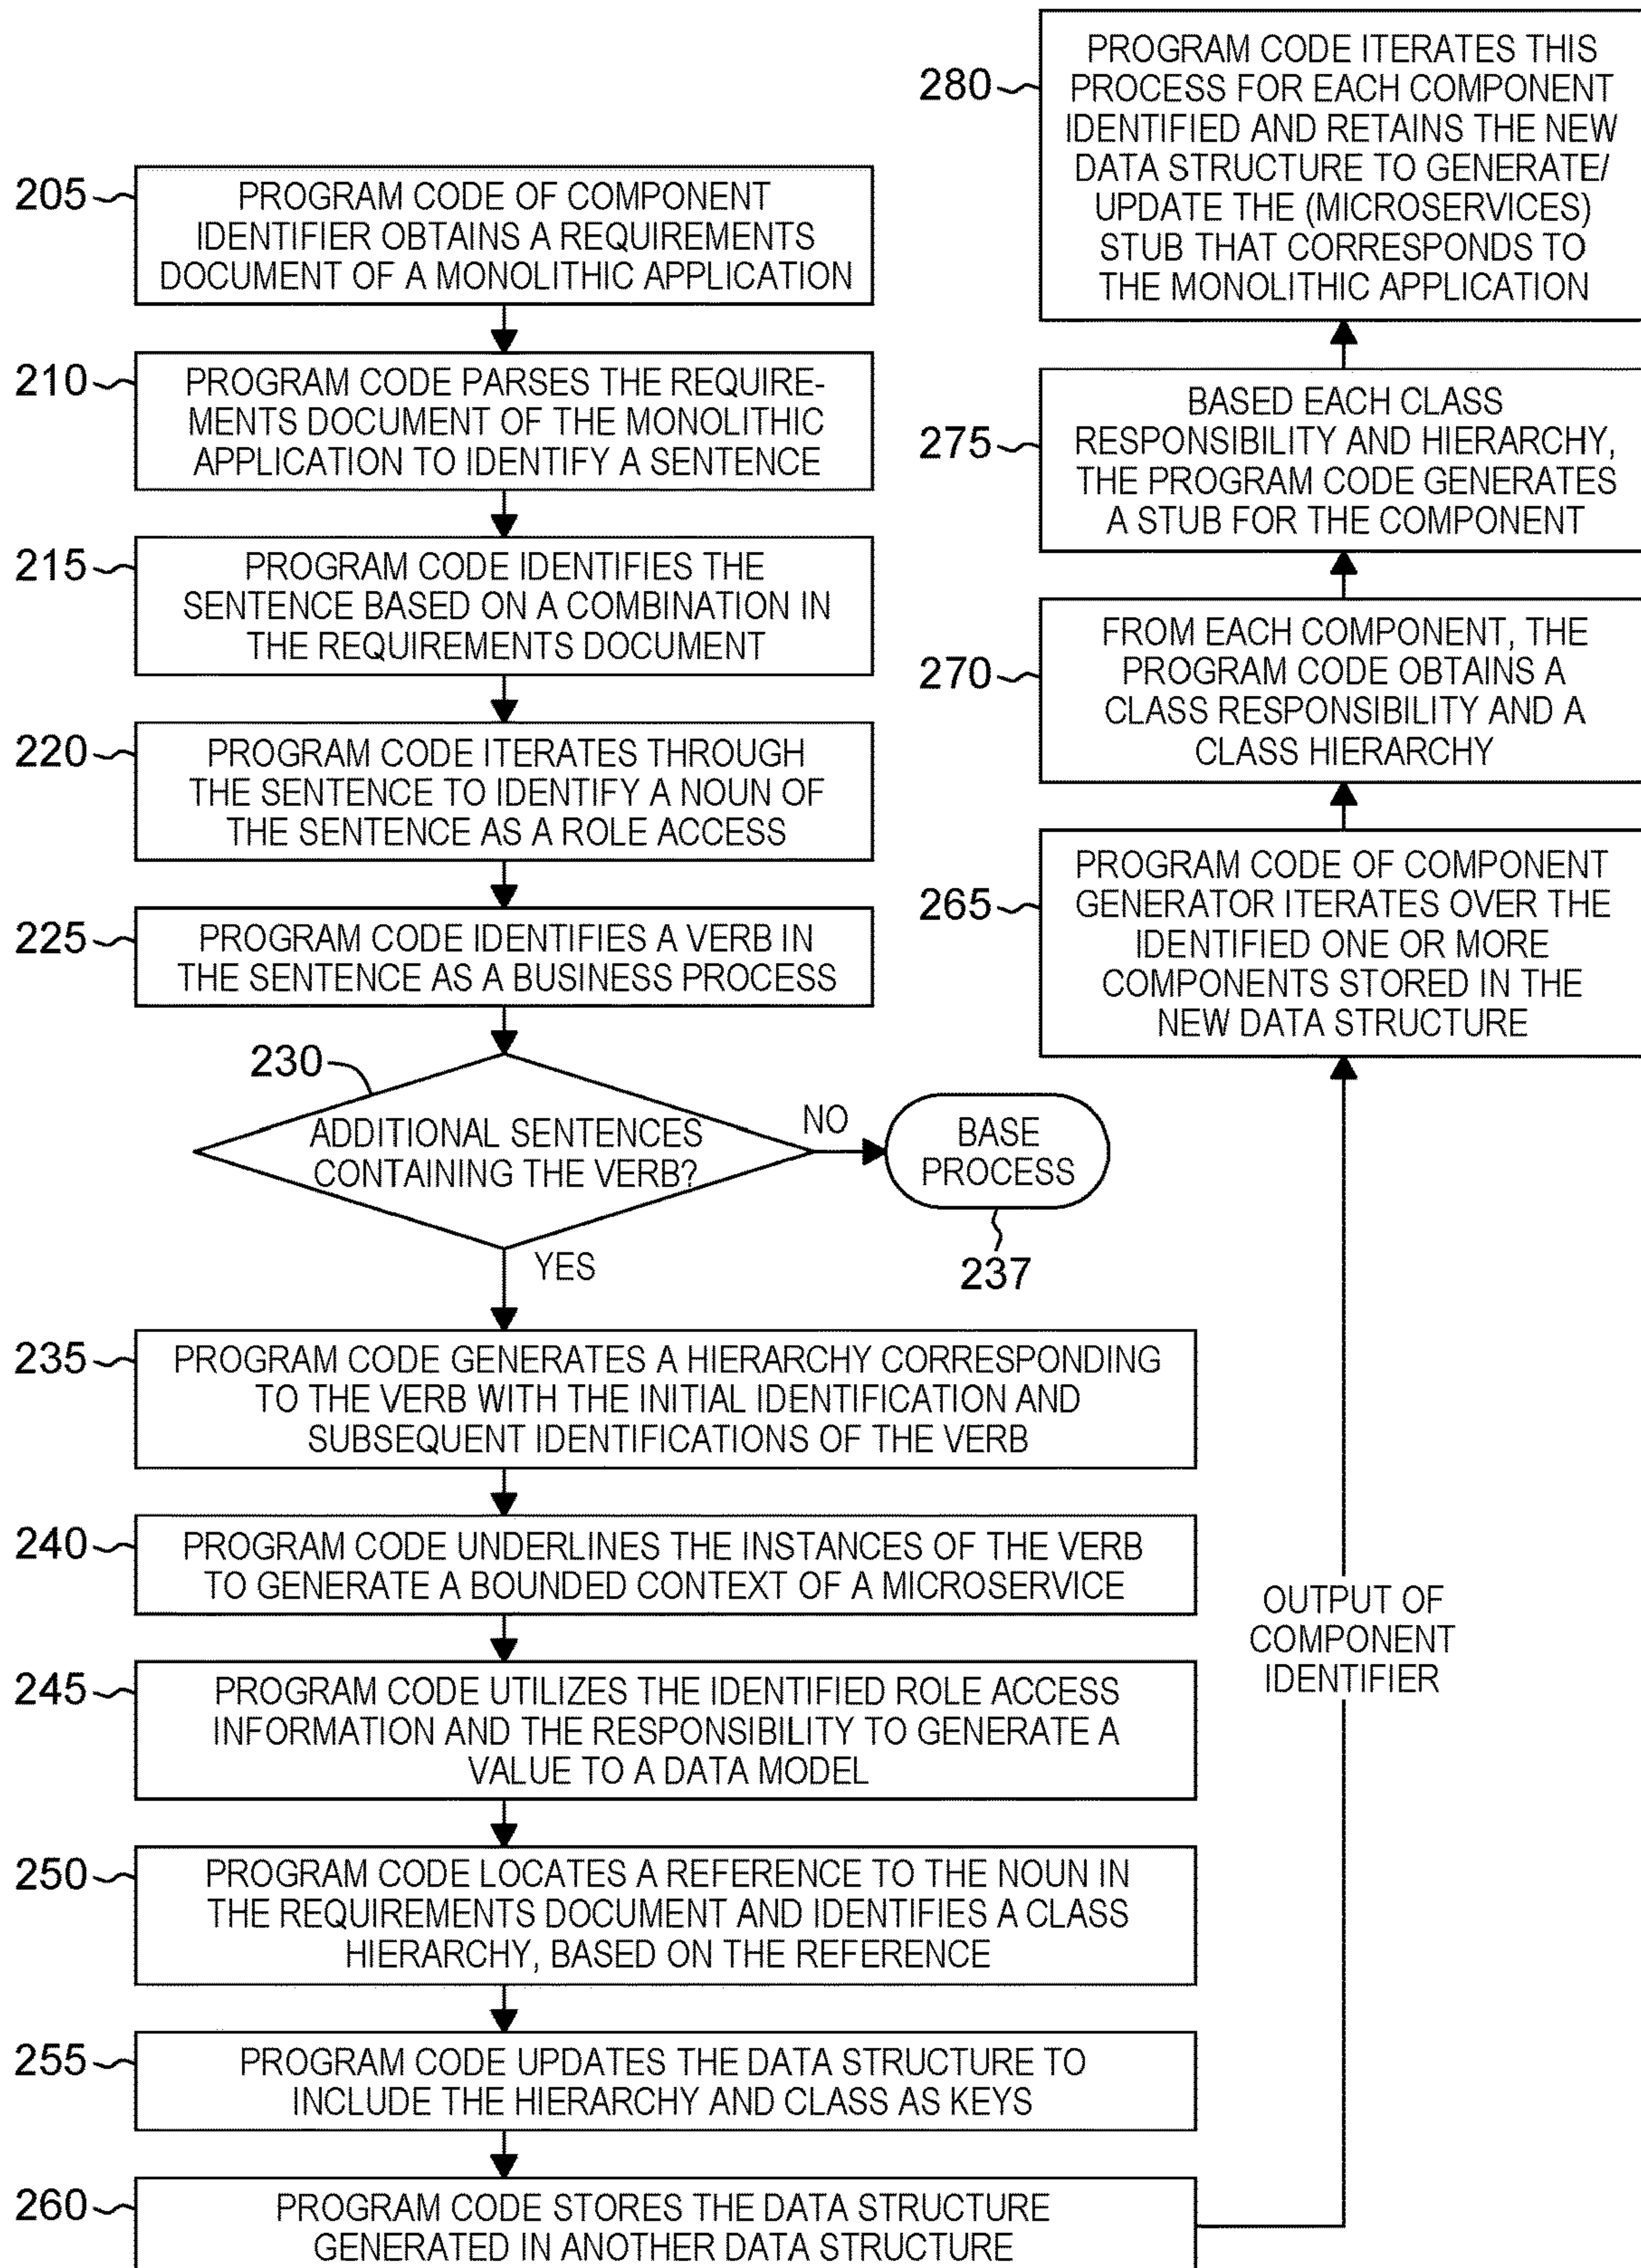 205
PROGRAM CODE OF COMPONENT
IDENTIFIER OBTAINS A REQUIREMENTS
DOCUMENT OF A MONOLITHIC APPLICATION
210
PROGRAM CODE PARSES THE REQUIRE-
MENTS DOCUMENT OF THE MONOLITHIC
APPLICATION TO IDENTIFY A SENTENCE
215
PROGRAM CODE IDENTIFIES THE
SENTENCE BASED ON A COMBINATION IN
THE REQUIREMENTS DOCUMENT
220
PROGRAM CODE ITERATES THROUGH
THE SENTENCE TO IDENTIFY A NOUN OF
THE SENTENCE AS A ROLE ACCESS
225
PROGRAM CODE IDENTIFIES A VERB IN
THE SENTENCE AS A BUSINESS PROCESS
230
ADDITIONAL SENTENCES
CONTAINING THE VERB?
NO
BASE
PROCESS
237
YES
235
PROGRAM CODE GENERATES A HIERARCHY CORRESPONDING
TO THE VERB WITH THE INITIAL IDENTIFICATION AND
SUBSEQUENT IDENTIFICATIONS OF THE VERB
240
PROGRAM CODE UNDERLINES THE INSTANCES OF THE VERB
TO GENERATE A BOUNDED CONTEXT OF A MICROSERVICE
245
PROGRAM CODE UTILIZES THE IDENTIFIED ROLE ACCESS
INFORMATION AND THE RESPONSIBILITY TO GENERATE A
VALUE TO A DATA MODEL
250
PROGRAM CODE LOCATES A REFERENCE TO THE NOUN IN
THE REQUIREMENTS DOCUMENT AND IDENTIFIES A CLASS
HIERARCHY, BASED ON THE REFERENCE
255
PROGRAM CODE UPDATES THE DATA STRUCTURE TO
INCLUDE THE HIERARCHY AND CLASS AS KEYS
260
PROGRAM CODE STORES THE DATA STRUCTURE
GENERATED IN ANOTHER DATA STRUCTURE
OUTPUT OF
COMPONENT
IDENTIFIER
265
PROGRAM CODE OF COMPONENT
GENERATOR ITERATES OVER THE
IDENTIFIED ONE OR MORE
COMPONENTS STORED IN THE
NEW DATA STRUCTURE
270
FROM EACH COMPONENT, THE
PROGRAM CODE OBTAINS A
CLASS RESPONSIBILITY AND A
CLASS HIERARCHY
275
BASED EACH CLASS
RESPONSIBILITY AND HIERARCHY,
THE PROGRAM CODE GENERATES
A STUB FOR THE COMPONENT
280
PROGRAM CODE ITERATES THIS
PROCESS FOR EACH COMPONENT
IDENTIFIED AND RETAINS THE NEW
DATA STRUCTURE TO GENERATE/
UPDATE THE (MICROSERVICES)
STUB THAT CORRESPONDS TO
THE MONOLITHIC APPLICATION